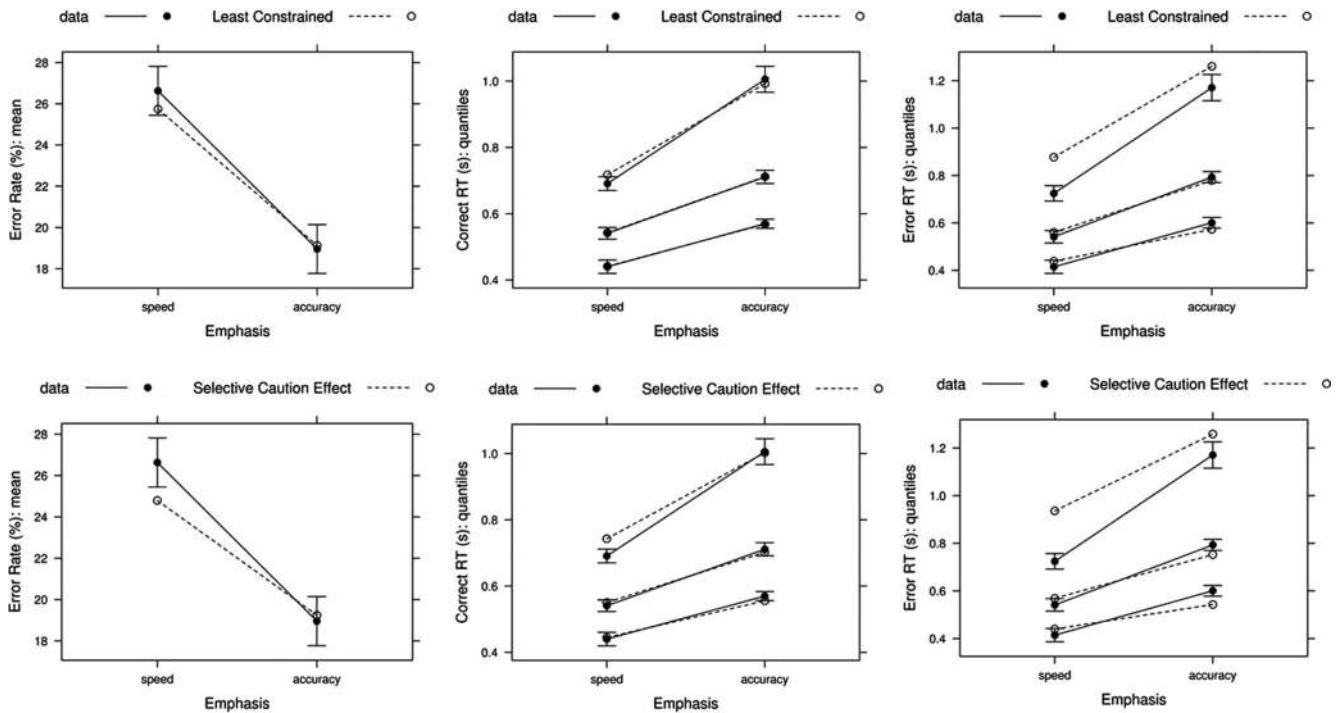 data Least Constrained
data Least Constrained
data Least Constrained
Error Rate (%): mean
28
26
24
22
20
18
speed
accuracy
Emphasis
Correct RT (s): quantiles
1.0
0.8
0.6
0.4
speed
accuracy
Emphasis
Error RT (s): quantiles
1.2
1.0
0.8
0.6
0.4
speed
accuracy
Emphasis
data Selective Caution Effect
data Selective Caution Effect
data Selective Caution Effect
Error Rate (%): mean
28
26
24
22
20
18
speed
accuracy
Emphasis
Correct RT (s): quantiles
1.0
0.8
0.6
0.4
speed
accuracy
Emphasis
Error RT (s): quantiles
1.2
1.0
0.8
0.6
0.4
speed
accuracy
Emphasis